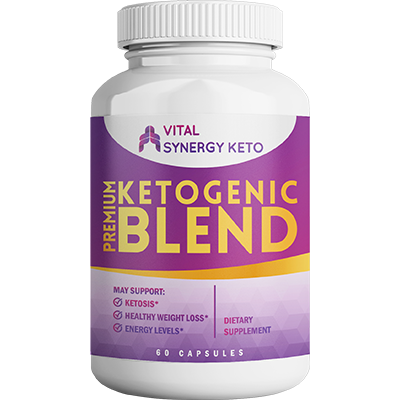 VITAL
SYNERGY KETO
PREMIUM
KETOGENIC
BLEND
MAY SUPPORT:
KETOSIS*
HEALTHY WEIGHT LOSS*
ENERGY LEVELS*
DIETARY
SUPPLEMENT
60 CAPSULES